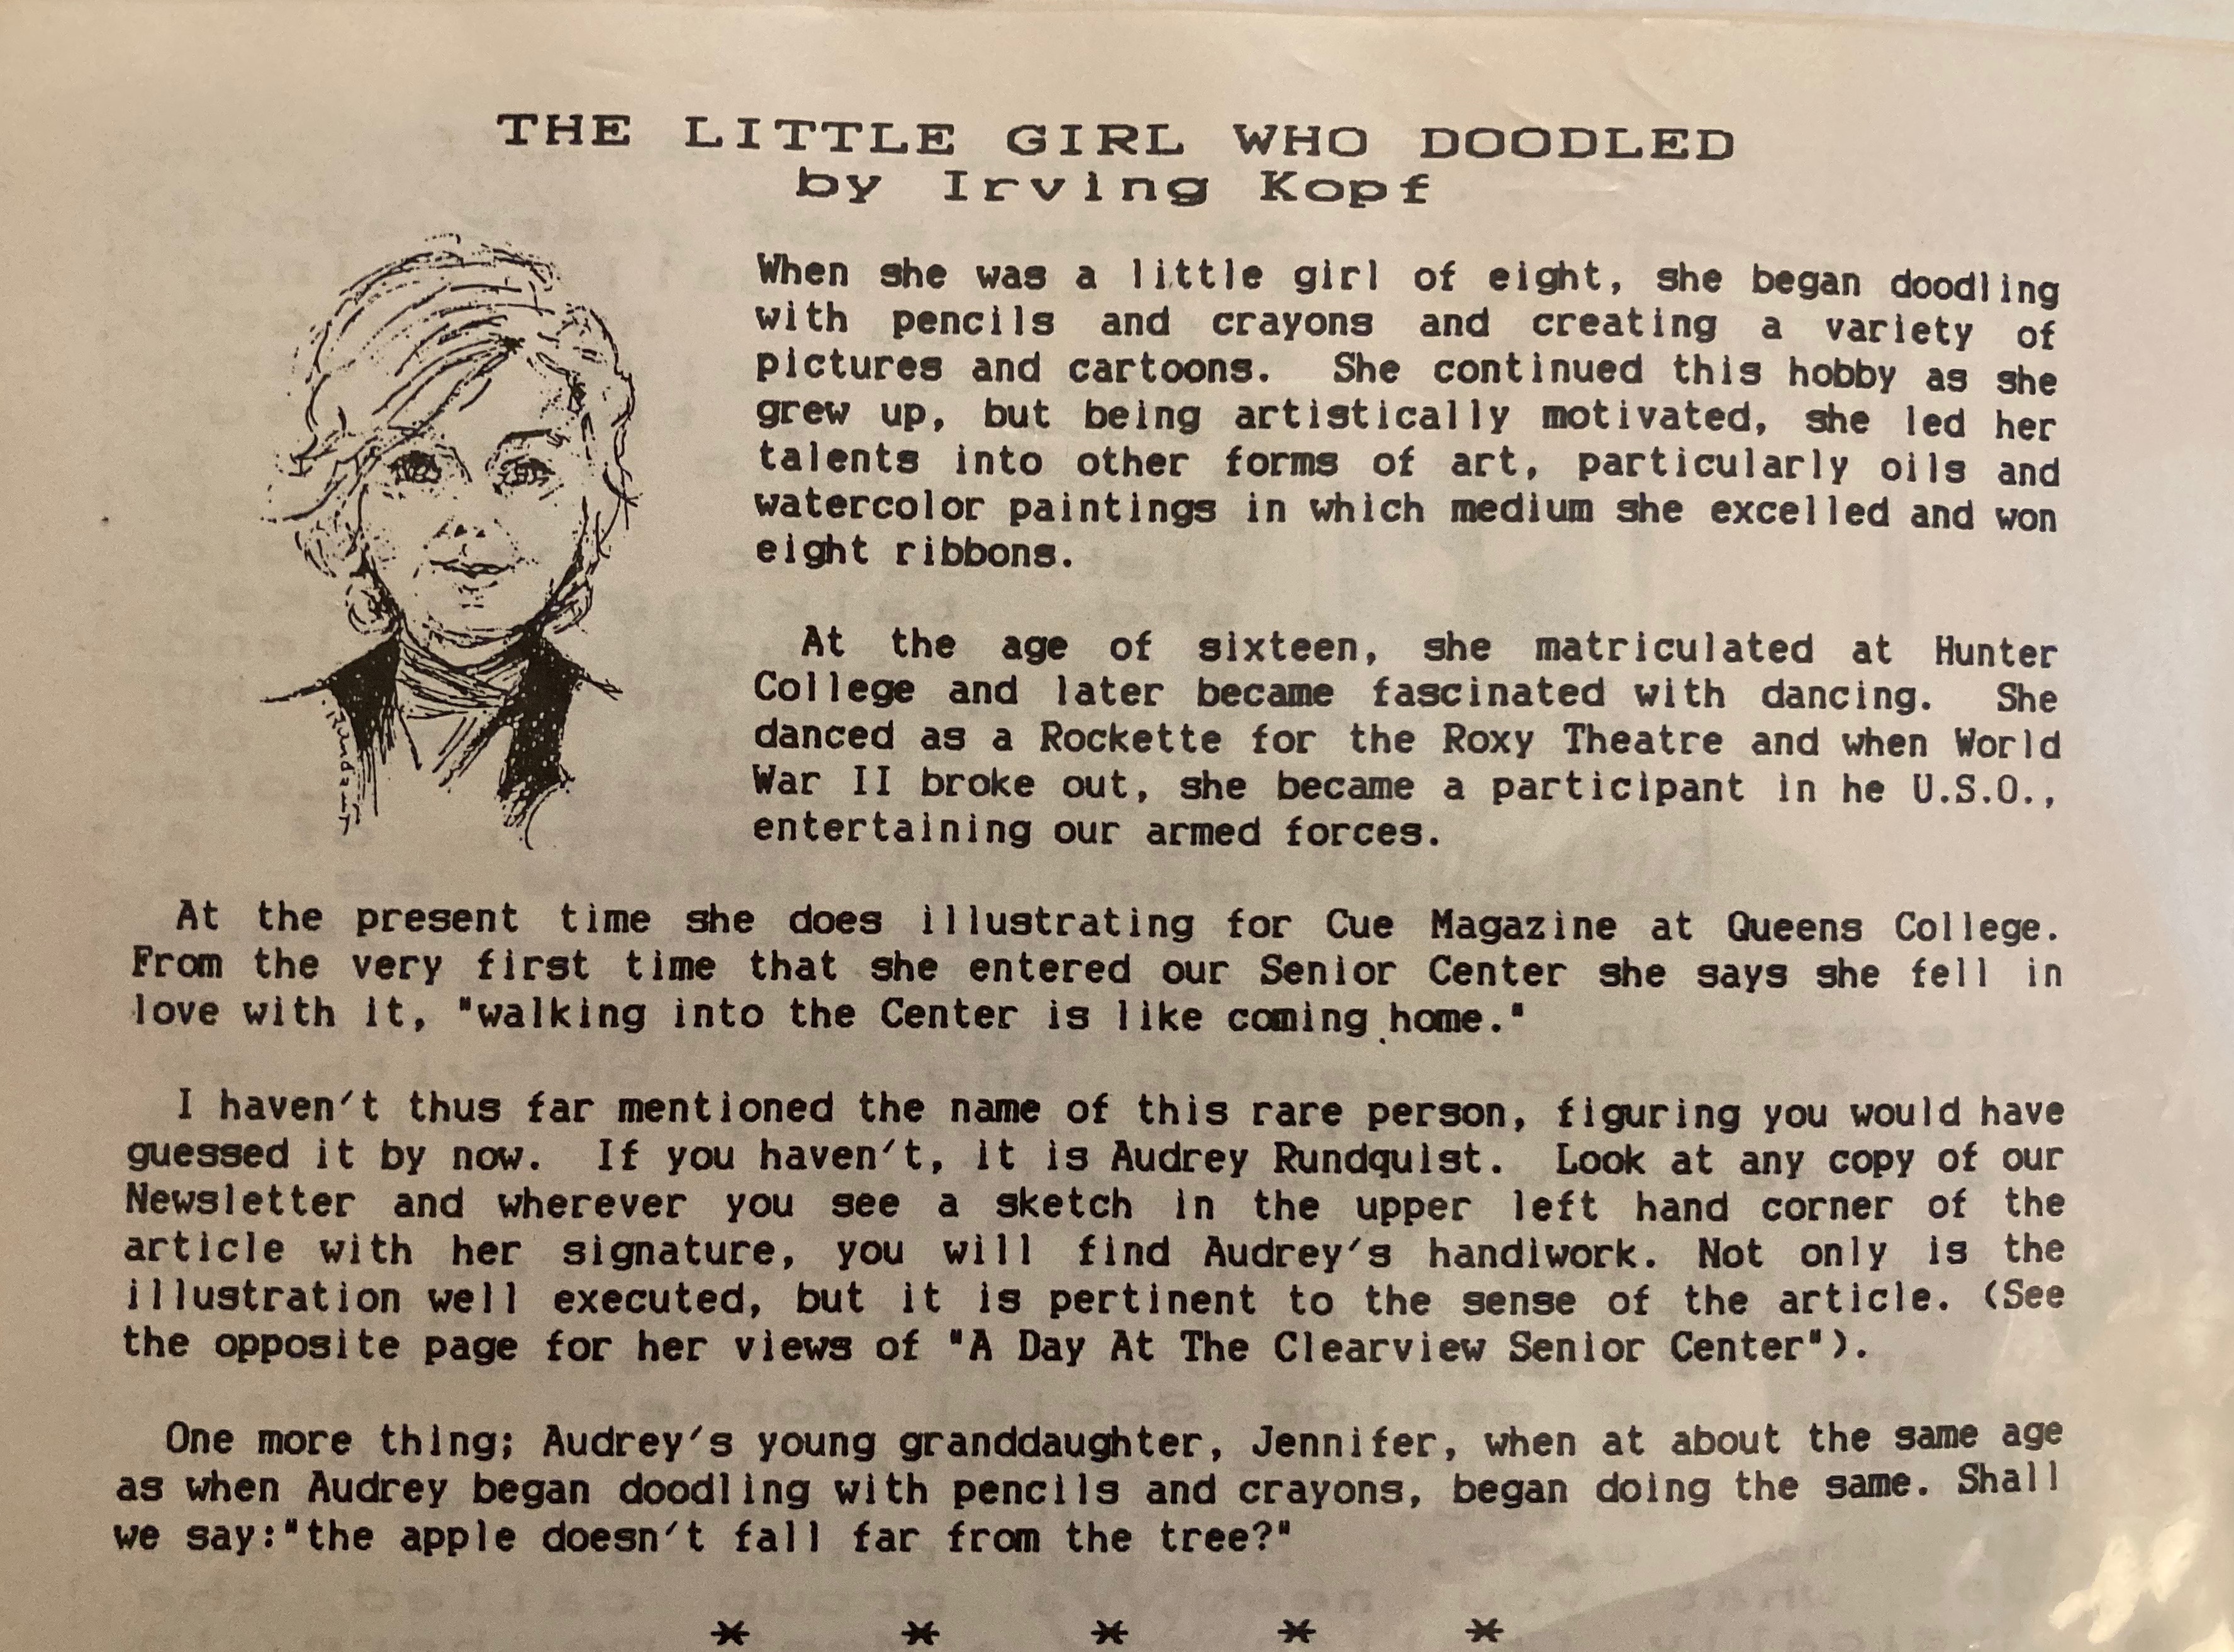 THE LITTLE GIRL WHO DOODLED
by Irving Kopf
When she was a little girl of eight, she began doodling
with pencils and crayons and creating a variety of
pictures and cartoons. She continued this hobby as she
grew up, but being artistically motivated, she led her
talents into other forms of art, particularly oils and
watercolor paintings in which medium she excelled and won
eight ribbons.
At the age of sixteen, she matriculated at Hunter
College and later became fascinated with dancing. She
danced as a Rockette for the Roxy Theatre and when World
War II broke out, she became a participant in he U.S.O.,
entertaining our armed forces.
At the present time she does illustrating for Cue Magazine at Queens College.
From the very first time that she entered our Senior Center she says she fell in
love with it, "walking into the Center is like coming home."
I haven't thus far mentioned the name of this rare person, figuring you would have
guessed it by now. If you haven't, it is Audrey Rundquist. Look at any copy of our
Newsletter and wherever you see a sketch in the upper left hand corner of the
article with her signature, you will find Audrey's handiwork. Not only is the
illustration well executed, but it is pertinent to the sense of the article. (See
the opposite page for her views of "A Day At The Clearview Senior Center").
One more thing; Audrey's young granddaughter, Jennifer, when at about the same age
as when Audrey began doodling with pencils and crayons, began doing the same. Shall
we say:"the apple doesn't fall far from the tree?"
* * * * *